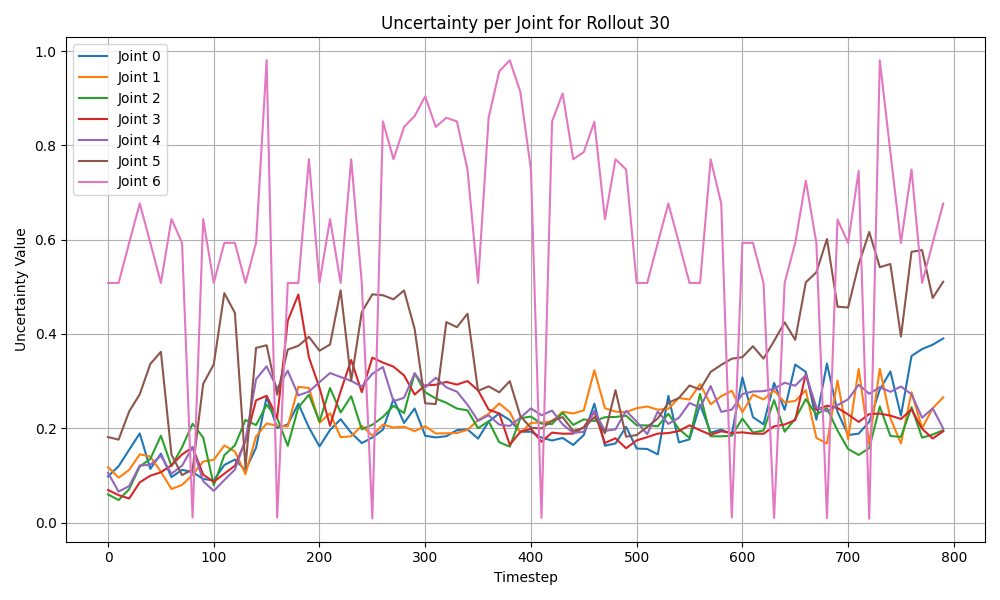 Uncertainty per Joint for Rollout 30
Joint 0
Joint 1
Joint 2
Joint 3
Joint 4
Joint 5
Joint 6
1.0
0.8
0.6
0.4
0.2
0.0
Uncertainty Value
0 100 200 300 400 500 600 700 800
Timestep